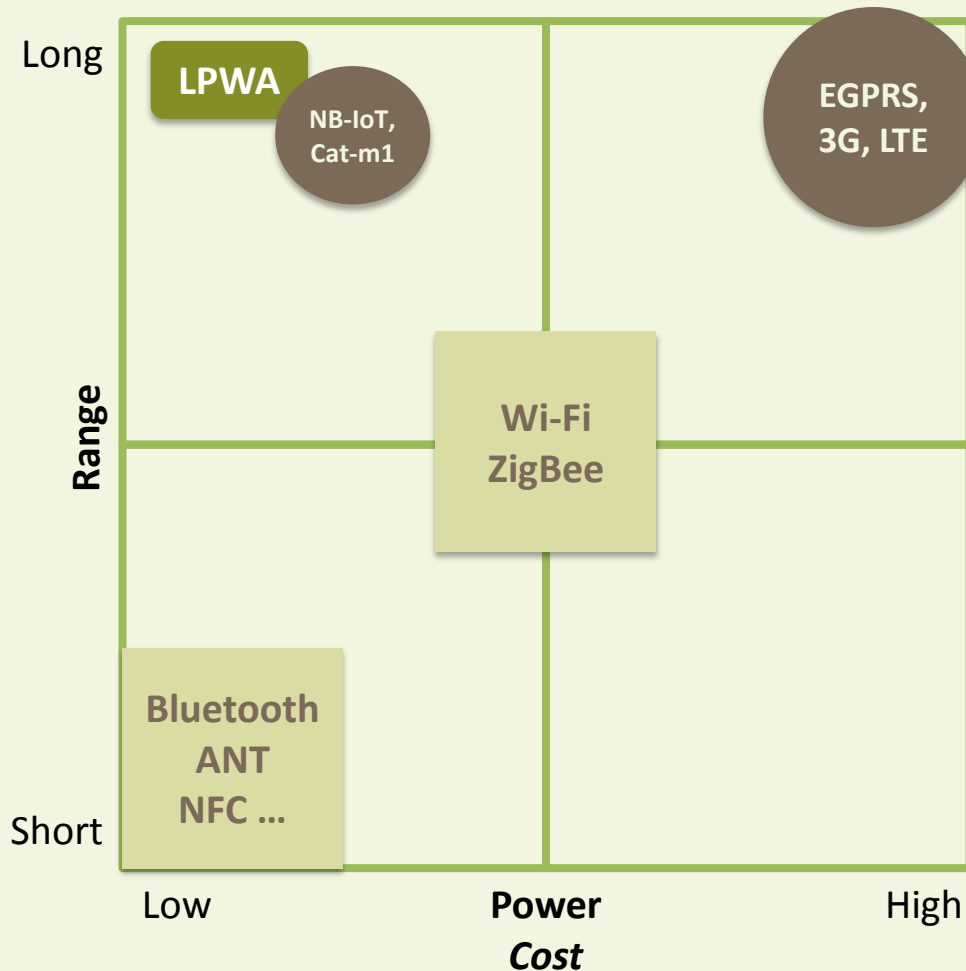 Long
LPWA
NB-IoT,
Cat-m1
EGPRS,
3G, LTE
Range
Wi-Fi
ZigBee
Bluetooth
ANT
NFC ...
Short
Low
Power
High
Cost